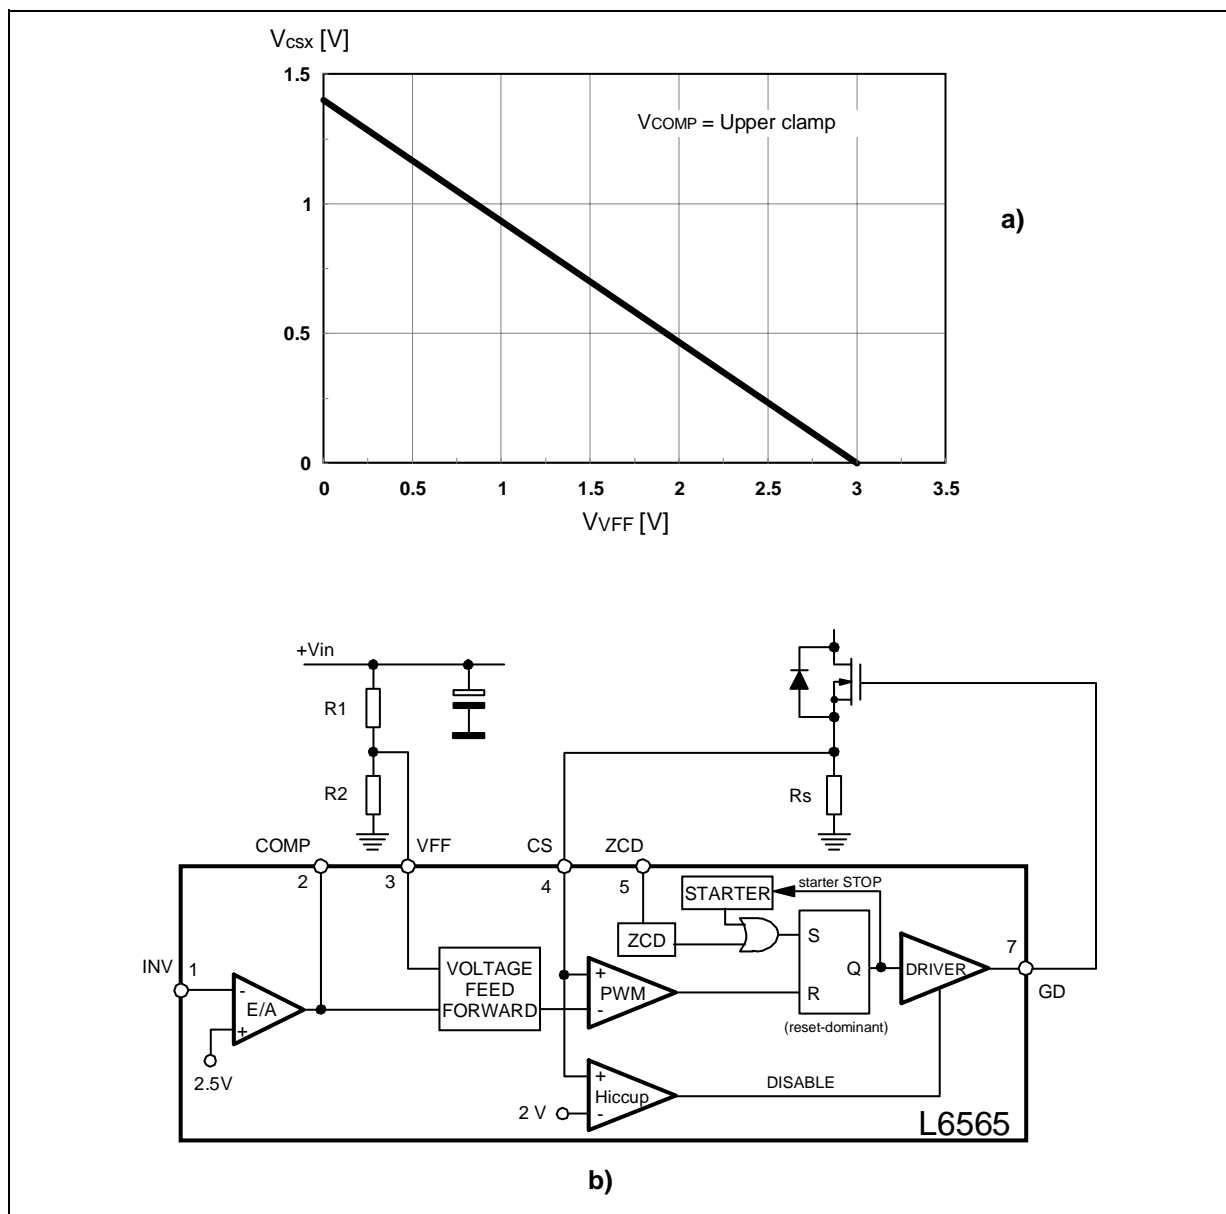 Vcsx [V]
1.5
VCOMP = Upper clamp
1
a)
0.5
0
0 0.5 1 1.5 2 2.5 3 3.5
VVFF [V]
+Vin
R1
R2
Rs
COMP VFF CS ZCD
2 3 4 5
starter STOP
STARTER
ZCD
S
INV 1
7
VOLTAGE
FEED
FORWARD
Q
DRIVER
- E/A +
+ PWM -
R
GD
(reset-dominant)
2.5V
+ Hiccup -
DISABLE
2 V
L6565
b)